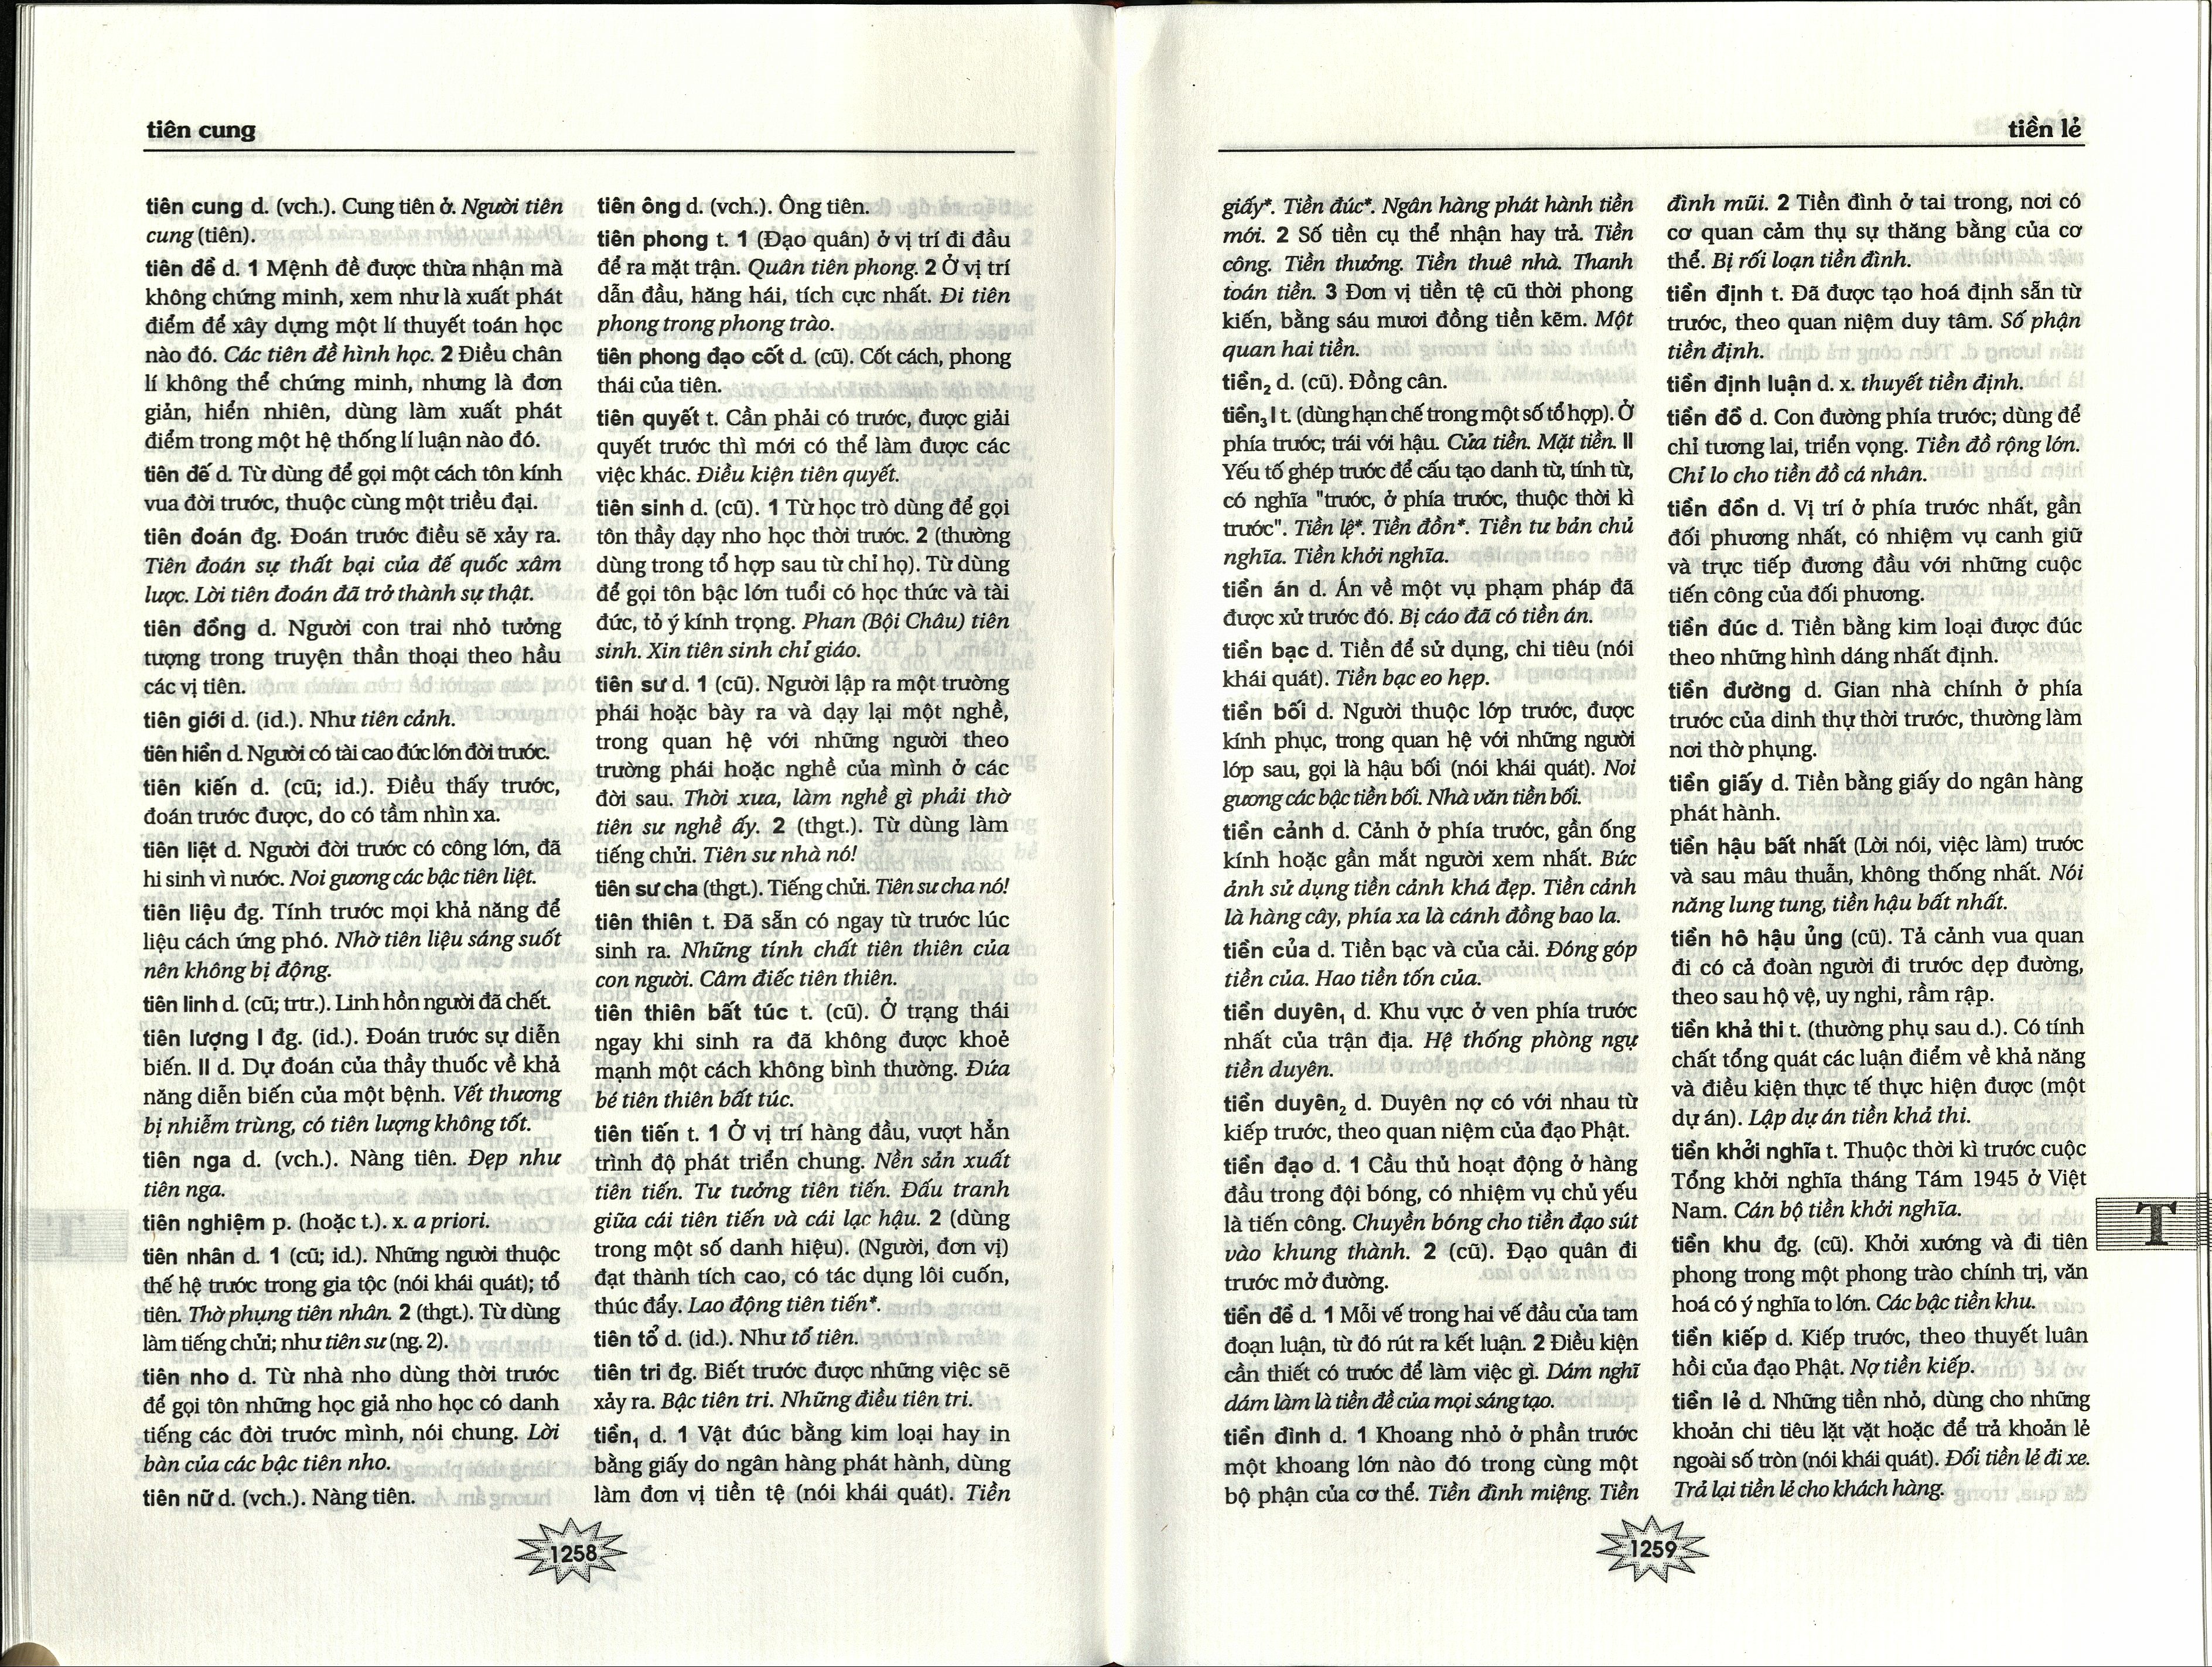 tiên cung
tiên cung d. (vch.). Cung tiên ở. Người tiên
cung (tiên).
tiên đề d. 1 Mệnh đề được thừa nhận mà
không chứng minh, xem như là xuất phát
điểm để xây dựng một lí thuyết toán học
nào đó. Các tiên đề hình học. 2 Điều chân
lí không thể chứng minh, nhưng là đơn
giản, hiển nhiên, dùng làm xuất phát
điểm trong một hệ thống lí luận nào đó.
tiên đế d. Từ dùng để gọi một cách tôn kính
vua đời trước, thuộc cùng một triều đại.
tiên đoán đg. Đoán trước điều sẽ xảy ra.
Tiên đoán sự thất bại của đế quốc xâm
lược. Lời tiên đoán đã trở thành sự thật.
tiên đồng d. Người con trai nhỏ tưởng
tượng trong truyện thần thoại theo hầu
các vị tiên.
tiên giới d. (id.). Như tiên cảnh.
tiên hiền d. Người có tài cao đức lớn đời trước.
tiên kiến d. (cũ; id.). Điều thấy trước,
đoán trước được, do có tầm nhìn xa.
tiên liệt d. Người đời trước có công lớn, đã
hi sinh vì nước. Noi gương các bậc tiên liệt.
tiên liệu đg. Tính trước mọi khả năng để
liệu cách ứng phó. Nhờ tiên liệu sáng suốt
nên không bị động.
tiên linh d. (cũ; trtr.). Linh hồn người đã chết.
tiên lượng I đg. (id.). Đoán trước sự diễn
biến. II d. Dự đoán của thầy thuốc về khả
năng diễn biến của một bệnh. Vết thương
bị nhiễm trùng, có tiên lượng không tốt.
tiên nga d. (vch.). Nàng tiên. Đẹp như
tiên nga.
tiên nghiệm p. (hoặc t.). x. a priori.
tiên nhân d. 1 (cũ; id.). Những người thuộc
thế hệ trước trong gia tộc (nói khái quát); tổ
tiên. Thờ phụng tiên nhân. 2 (thgt.). Từ dùng
làm tiếng chửi; như tiên sư (ng. 2).
tiên nho d. Từ nhà nho dùng thời trước
để gọi tôn những học giả nho học có danh
tiếng các đời trước mình, nói chung. Lời
bàn của các bậc tiên nho.
tiên nữ d. (vch.). Nàng tiên.
tiên ông d. (vch.). Ông tiên.
tiên phong t. 1 (Đạo quân) ở vị trí đi đầu
để ra mặt trận. Quân tiên phong. 2 Ở vị trí
dẫn đầu, hăng hái, tích cực nhất. Đi tiên
phong trong phong trào.
tiên phong đạo cốt d. (cũ). Cốt cách, phong
thái của tiên.
tiên quyết t. Cần phải có trước, được giải
quyết trước thì mới có thể làm được các
việc khác. Điều kiện tiên quyết.
tiên sinh d. (cũ). 1 Từ học trò dùng để gọi
tôn thầy dạy nho học thời trước. 2 (thường
dùng trong tổ hợp sau từ chỉ họ). Từ dùng
để gọi tôn bậc lớn tuổi có học thức và tài
đức, tỏ ý kính trọng. Phan (Bội Châu) tiên
sinh. Xin tiên sinh chỉ giáo.
tiên sư d. 1 (cũ). Người lập ra một trường
phái hoặc bày ra và dạy lại một nghề,
trong quan hệ với những người theo
trường phái hoặc nghề của mình ở các
đời sau. Thời xưa, làm nghề gì phải thờ
tiên sư nghề ấy. 2 (thgt.). Từ dùng làm
tiếng chửi. Tiên sư nhà nó!
tiên sư cha (thgt.). Tiếng chửi. Tiên sư cha nó!
tiên thiên t. Đã sẵn có ngay từ trước lúc
sinh ra. Những tính chất tiên thiên của
con người. Câm điếc tiên thiên.
tiên thiên bất túc t. (cũ). Ở trạng thái
ngay khi sinh ra đã không được khoẻ
mạnh một cách không bình thường. Đứa
bé tiên thiên bất túc.
tiên tiến t. 1 Ở vị trí hàng đầu, vượt hẳn
trình độ phát triển chung. Nền sản xuất
tiên tiến. Tư tưởng tiên tiến. Đấu tranh
giữa cái tiên tiến và cái lạc hậu. 2 (dùng
trong một số danh hiệu). (Người, đơn vị)
đạt thành tích cao, có tác dụng lôi cuốn,
thúc đẩy. Lao động tiên tiến*.
tiên tổ d. (id.). Như tổ tiên.
tiên tri đg. Biết trước được những việc sẽ
xảy ra. Bậc tiên tri. Những điều tiên tri.
tiền₁ d. 1 Vật đúc bằng kim loại hay in
bằng giấy do ngân hàng phát hành, dùng
làm đơn vị tiền tệ (nói khái quát). Tiền
1258
tiền lẻ
giấy*. Tiền đúc*. Ngân hàng phát hành tiền
mới. 2 Số tiền cụ thể nhận hay trả. Tiền
công. Tiền thưởng. Tiền thuê nhà. Thanh
toán tiền. 3 Đơn vị tiền tệ cũ thời phong
kiến, bằng sáu mươi đồng tiền kẽm. Một
quan hai tiền.
tiền₂ d. (cũ). Đồng cân.
tiền₃ I t. (dùng hạn chế trong một số tổ hợp). Ở
phía trước; trái với hậu. Cửa tiền. Mặt tiền. II
Yếu tố ghép trước để cấu tạo danh từ, tính từ,
có nghĩa "trước, ở phía trước, thuộc thời kì
trước". Tiền lệ*. Tiền đồn*. Tiền tư bản chủ
nghĩa. Tiền khởi nghĩa.
tiền án d. Án về một vụ phạm pháp đã
được xử trước đó. Bị cáo đã có tiền án.
tiền bạc d. Tiền để sử dụng, chi tiêu (nói
khái quát). Tiền bạc eo hẹp.
tiền bối d. Người thuộc lớp trước, được
kính phục, trong quan hệ với những người
lớp sau, gọi là hậu bối (nói khái quát). Noi
gương các bậc tiền bối. Nhà văn tiền bối.
tiền cảnh d. Cảnh ở phía trước, gần ống
kính hoặc gần mắt người xem nhất. Bức
ảnh sử dụng tiền cảnh khá đẹp. Tiền cảnh
là hàng cây, phía xa là cánh đồng bao la.
tiền của d. Tiền bạc và của cải. Đóng góp
tiền của. Hao tiền tốn của.
tiền duyên₁ d. Khu vực ở ven phía trước
nhất của trận địa. Hệ thống phòng ngự
tiền duyên.
tiền duyên₂ d. Duyên nợ có với nhau từ
kiếp trước, theo quan niệm của đạo Phật.
tiền đạo d. 1 Cầu thủ hoạt động ở hàng
đầu trong đội bóng, có nhiệm vụ chủ yếu
là tiến công. Chuyền bóng cho tiền đạo sút
vào khung thành. 2 (cũ). Đạo quân đi
trước mở đường.
tiền đề d. 1 Mỗi vế trong hai vế đầu của tam
đoạn luận, từ đó rút ra kết luận. 2 Điều kiện
cần thiết có trước để làm việc gì. Dám nghĩ
dám làm là tiền đề của mọi sáng tạo.
tiền đình d. 1 Khoang nhỏ ở phần trước
một khoang lớn nào đó trong cùng một
bộ phận của cơ thể. Tiền đình miệng. Tiền
đình mũi. 2 Tiền đình ở tai trong, nơi có
cơ quan cảm thụ sự thăng bằng của cơ
thể. Bị rối loạn tiền đình.
tiền định t. Đã được tạo hoá định sẵn từ
trước, theo quan niệm duy tâm. Số phận
tiền định.
tiền định luận d. x. thuyết tiền định.
tiền đồ d. Con đường phía trước; dùng để
chỉ tương lai, triển vọng. Tiền đồ rộng lớn.
Chỉ lo cho tiền đồ cá nhân.
tiền đồn d. Vị trí ở phía trước nhất, gần
đối phương nhất, có nhiệm vụ canh giữ
và trực tiếp đương đầu với những cuộc
tiến công của đối phương.
tiền đúc d. Tiền bằng kim loại được đúc
theo những hình dáng nhất định.
tiền đường d. Gian nhà chính ở phía
trước của dinh thự thời trước, thường làm
nơi thờ phụng.
tiền giấy d. Tiền bằng giấy do ngân hàng
phát hành.
tiền hậu bất nhất (Lời nói, việc làm) trước
và sau mâu thuẫn, không thống nhất. Nói
năng lung tung, tiền hậu bất nhất.
tiền hô hậu ủng (cũ). Tả cảnh vua quan
đi có cả đoàn người đi trước dẹp đường,
theo sau hộ vệ, uy nghi, rầm rập.
tiền khả thi t. (thường phụ sau d.). Có tính
chất tổng quát các luận điểm về khả năng
và điều kiện thực tế thực hiện được (một
dự án). Lập dự án tiền khả thi.
tiền khởi nghĩa t. Thuộc thời kì trước cuộc
Tổng khởi nghĩa tháng Tám 1945 ở Việt
Nam. Cán bộ tiền khởi nghĩa.
tiền khu đg. (cũ). Khởi xướng và đi tiên
phong trong một phong trào chính trị, văn
hoá có ý nghĩa to lớn. Các bậc tiền khu.
tiền kiếp d. Kiếp trước, theo thuyết luân
hồi của đạo Phật. Nợ tiền kiếp.
tiền lẻ d. Những tiền nhỏ, dùng cho những
khoản chi tiêu lặt vặt hoặc để trả khoản lẻ
ngoài số tròn (nói khái quát). Đổi tiền lẻ đi xe.
Trả lại tiền lẻ cho khách hàng.
T
1259